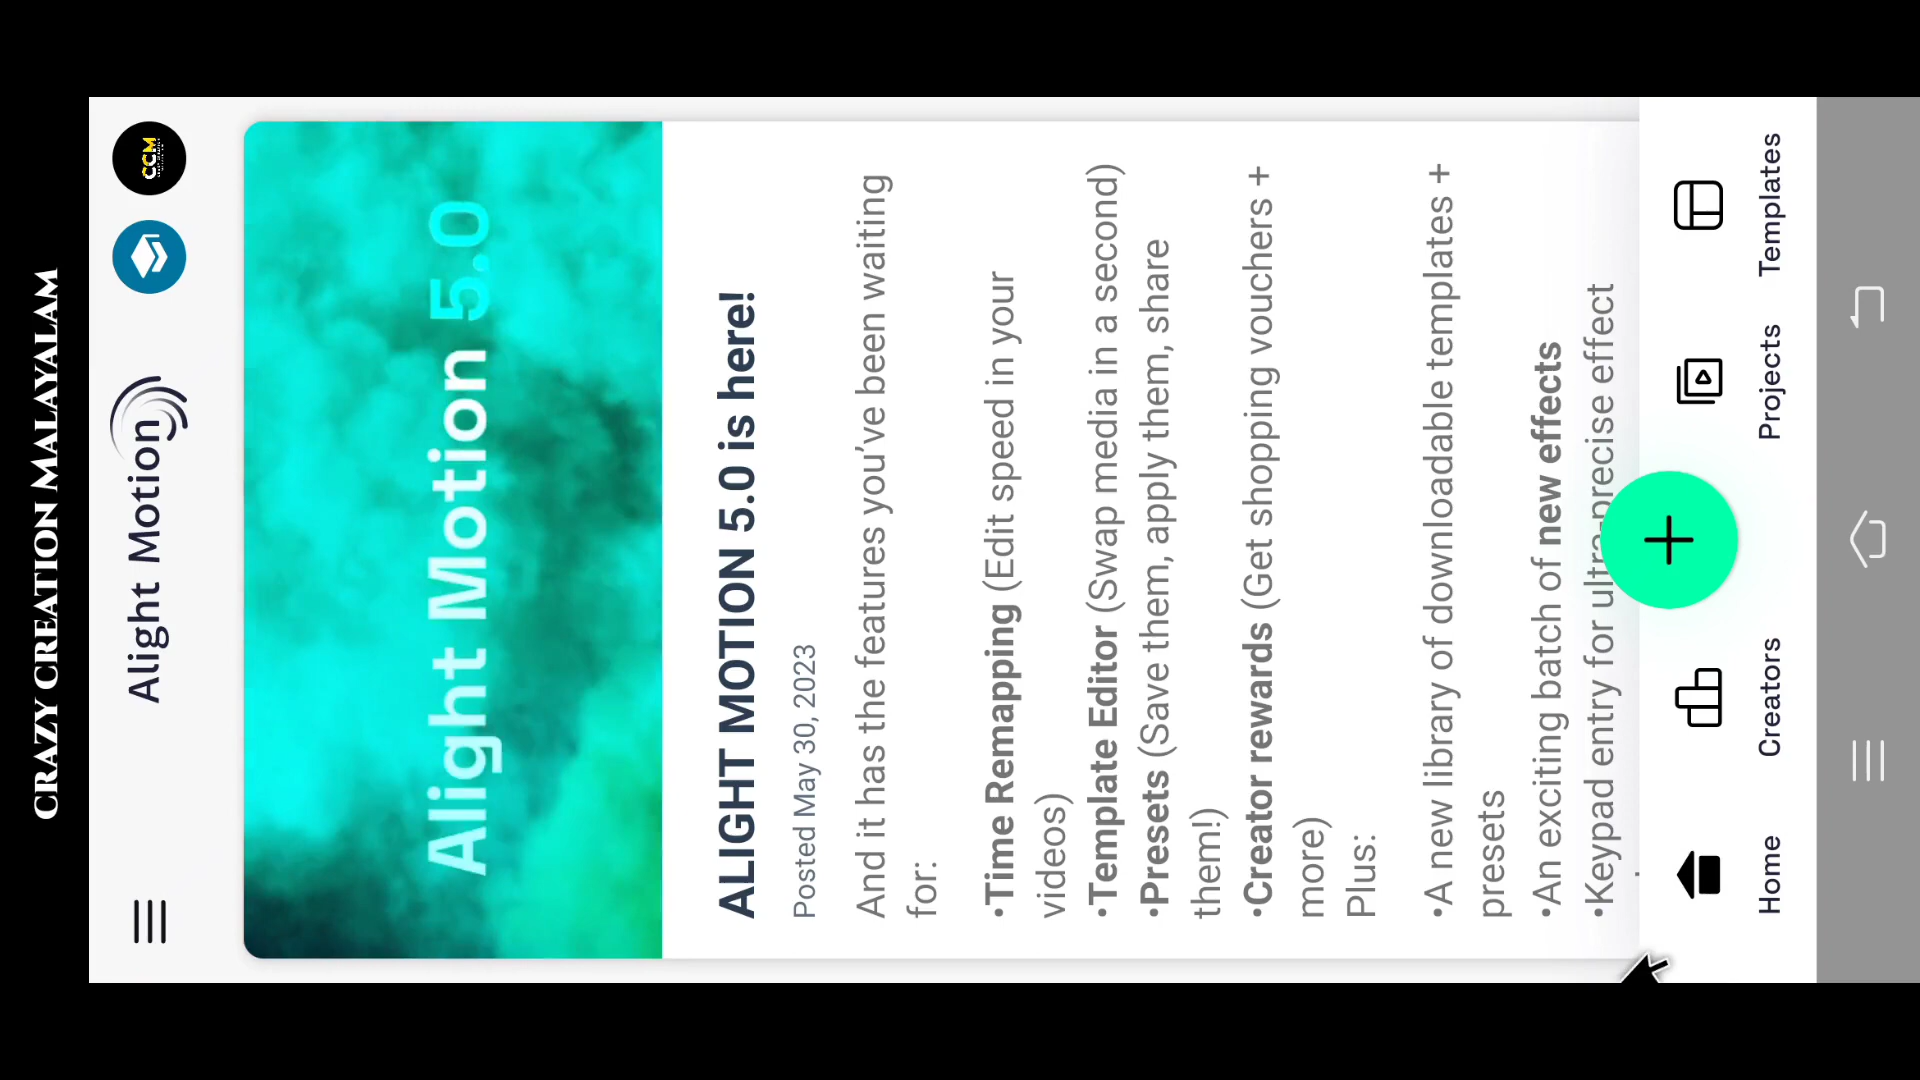 CRAZY CREATION MALAYALAM
Alight Motion
CCM
Alight Motion 5.0
ALIGHT MOTION 5.0 is here!
Posted May 30, 2023
And it has the features you’ve been waiting
for:
•Time Remapping (Edit speed in your
videos)
•Template Editor (Swap media in a second)
•Presets (Save them, apply them, share
them!)
•Creator rewards (Get shopping vouchers +
more)
Plus:
•A new library of downloadable templates +
presets
•An exciting batch of new effects
•Keypad entry for ultra-precise effect
Home
Creators
Projects
Templates